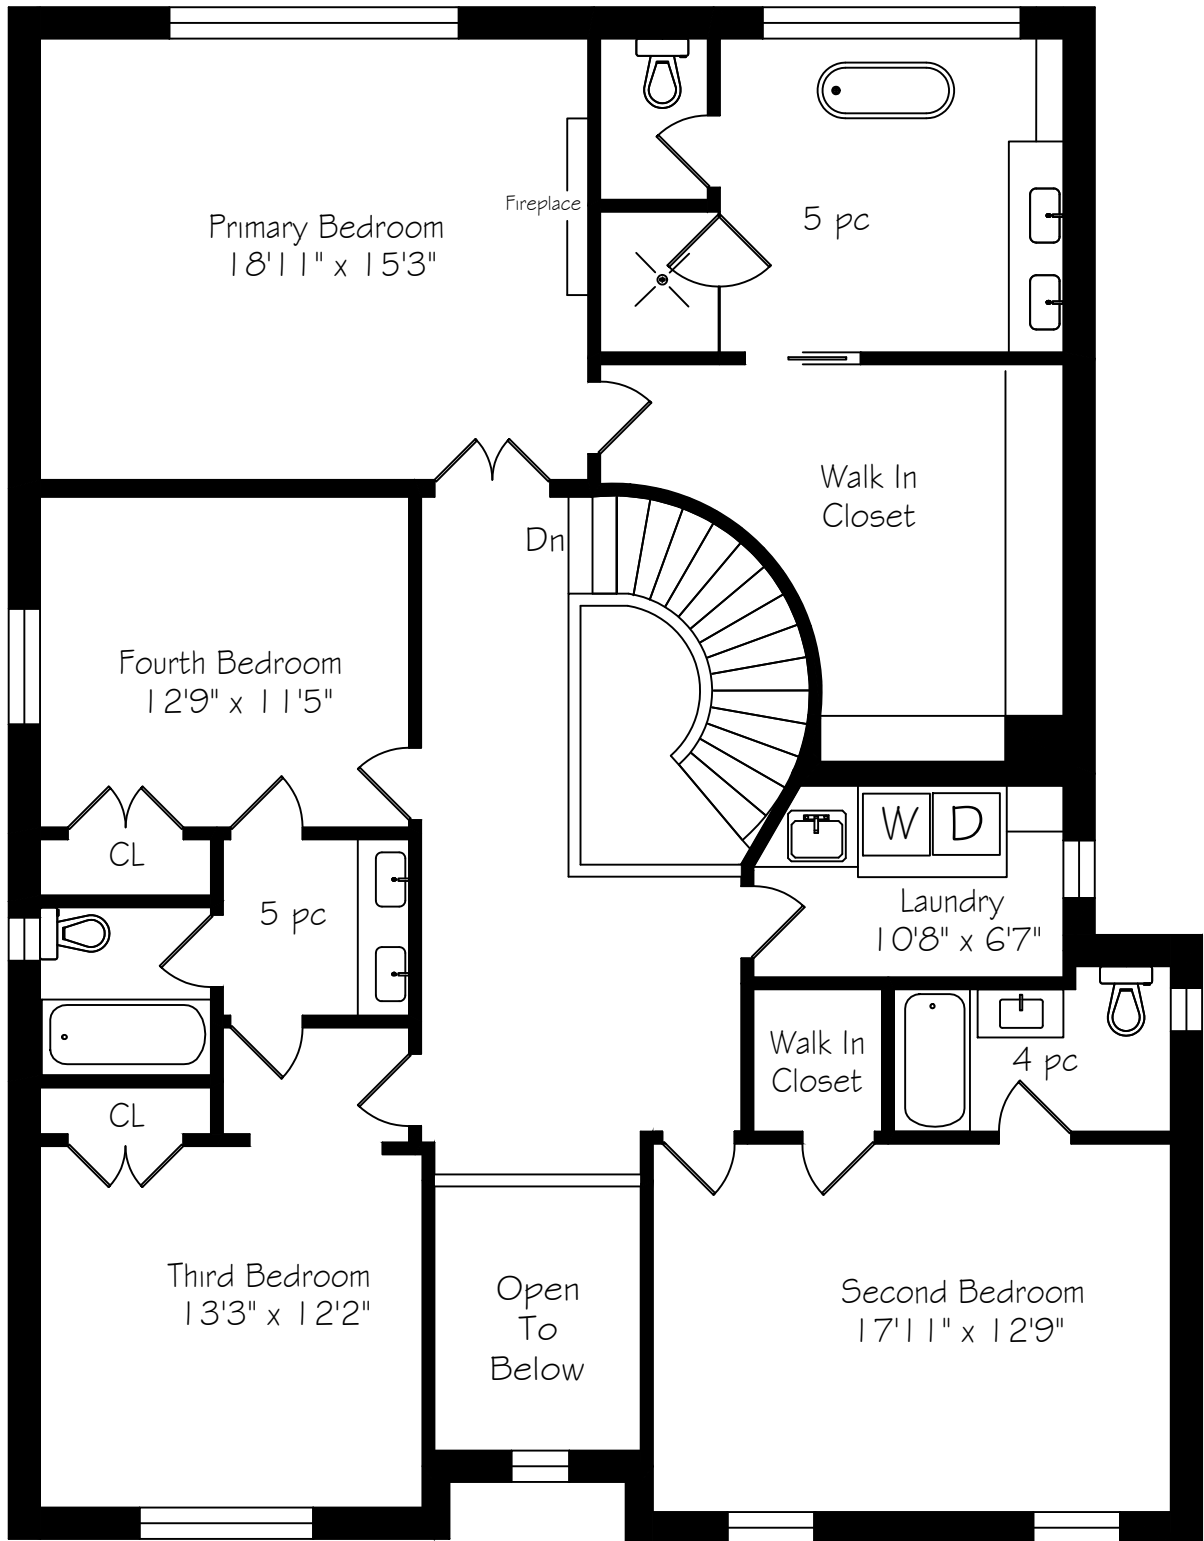 Fireplace
Primary Bedroom
18'11" x 15'3"
5 pc
Walk In
Closet
Dn
Fourth Bedroom
12'9" x 11'5"
CL
W D
5 pc
Laundry
10'8" x 6'7"
Walk In
Closet
4 pc
CL
Third Bedroom
13'3" x 12'2"
Open
To
Below
Second Bedroom
17'11" x 12'9"